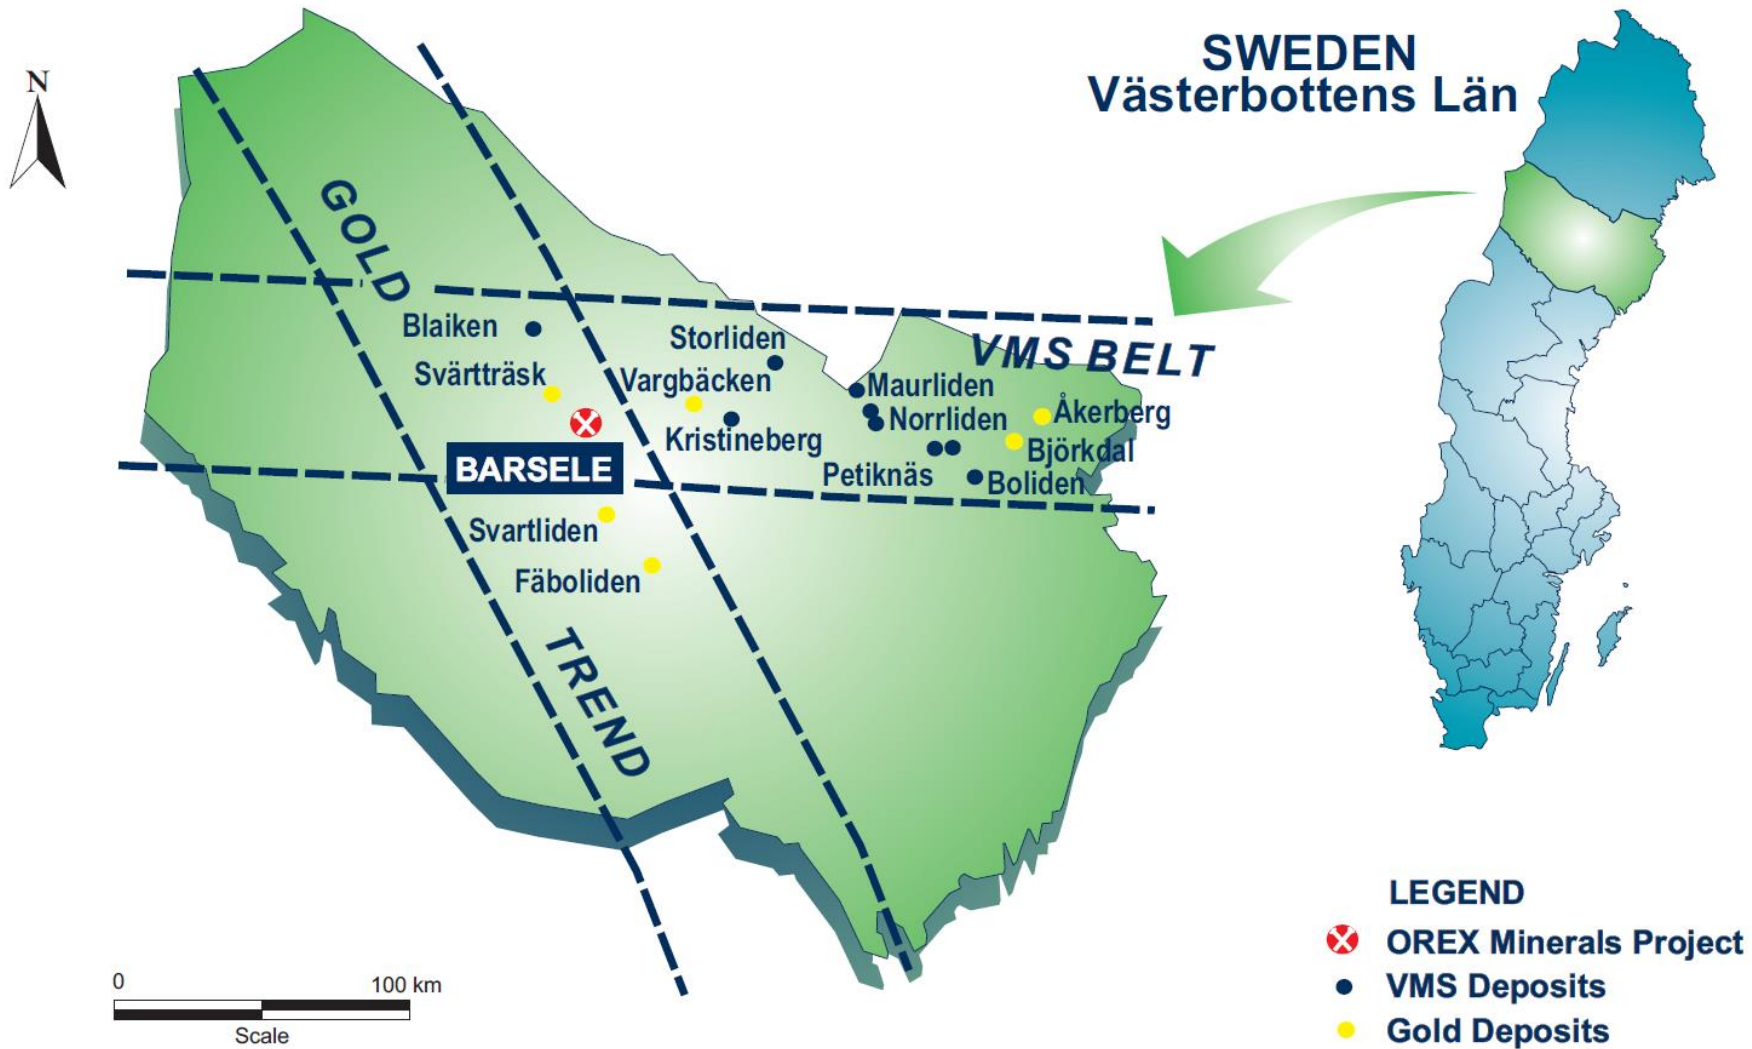 SWEDEN
Västerbottens Län
N
GOLD
Blaiken
Storliden
VMS BELT
Svärtträsk
Vargbäcken
Maurliden
Norrliden
Åkerberg
Kristineberg
Björkdal
BARSELE
Petiknäs
Boliden
Svartliden
Fäboliden
TREND
LEGEND
OREX Minerals Project
VMS Deposits
Gold Deposits
0 100 km
Scale